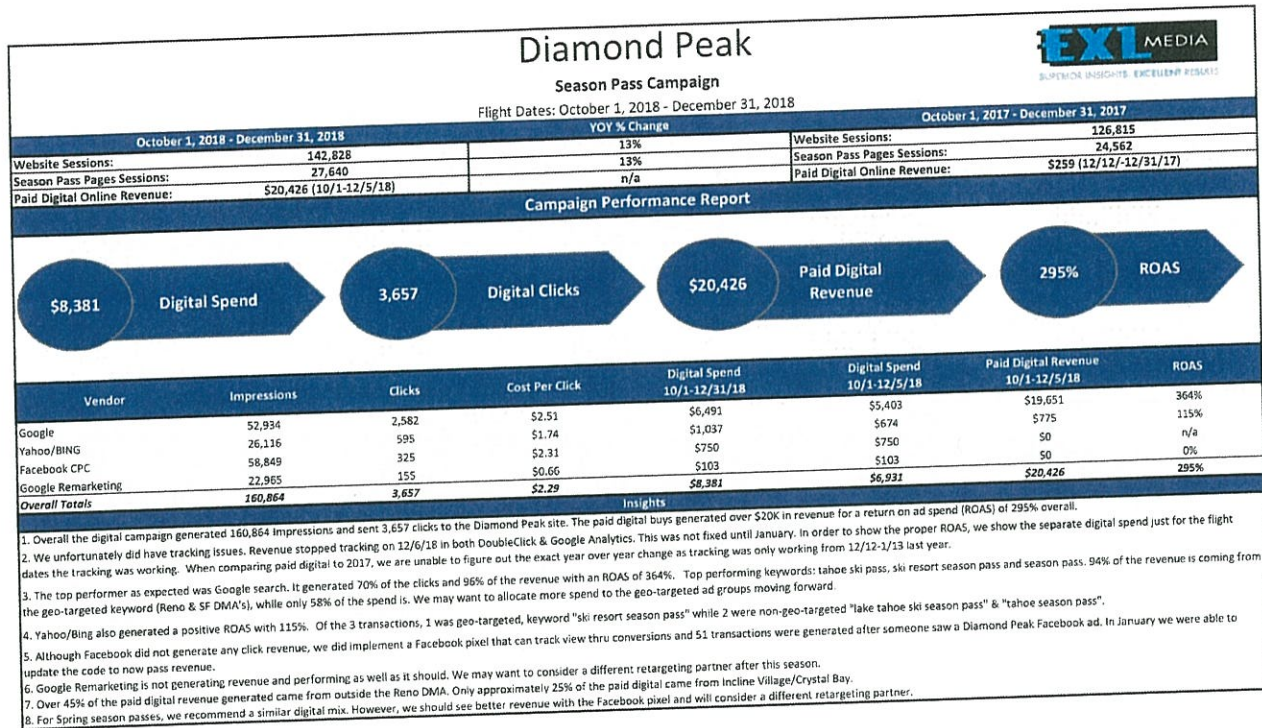 Diamond Peak
EXL MEDIA
SUPERIOR INSIGHTS. EXCELLENT RESULTS
Season Pass Campaign
Flight Dates: October 1, 2018 - December 31, 2018
October 1, 2018 - December 31, 2018 YOY % Change October 1, 2017 - December 31, 2017
Website Sessions: 142,828 13% Website Sessions: 126,815
Season Pass Pages Sessions: 27,640 13% Season Pass Pages Sessions: 24,562
Paid Digital Online Revenue: $20,426 (10/1-12/5/18) n/a Paid Digital Online Revenue: $259 (12/12/-12/31/17)
Campaign Performance Report
$8,381 Digital Spend 3,657 Digital Clicks $20,426 Paid Digital Revenue 295% ROAS
Vendor Impressions Clicks Cost Per Click Digital Spend 10/1-12/31/18 Digital Spend 10/1-12/5/18 Paid Digital Revenue 10/1-12/5/18 ROAS
Google 52,934 2,582 $2.51 $6,491 $5,403 $19,651 364%
Yahoo/BING 26,116 595 $1.74 $1,037 $674 $775 115%
Facebook CPC 58,849 325 $2.31 $750 $750 $0 n/a
Google Remarketing 22,965 155 $0.66 $103 $103 $0 0%
Overall Totals 160,864 3,657 $2.29 $8,381 $6,931 $20,426 295%
Insights
1. Overall the digital campaign generated 160,864 Impressions and sent 3,657 clicks to the Diamond Peak site. The paid digital buys generated over $20K in revenue for a return on ad spend (ROAS) of 295% overall.
2. We unfortunately did have tracking issues. Revenue stopped tracking on 12/6/18 in both DoubleClick & Google Analytics. This was not fixed until January. In order to show the proper ROAS, we show the separate digital spend just for the flight
dates the tracking was working. When comparing paid digital to 2017, we are unable to figure out the exact year over year change as tracking was only working from 12/12-1/13 last year.
3. The top performer as expected was Google search. It generated 70% of the clicks and 96% of the revenue with an ROAS of 364%. Top performing keywords: tahoe ski pass, ski resort season pass and season pass. 94% of the revenue is coming from
the geo-targeted keyword (Reno & SF DMA's), while only 58% of the spend is. We may want to allocate more spend to the geo-targeted ad groups moving forward.
4. Yahoo/Bing also generated a positive ROAS with 115%. Of the 3 transactions, 1 was geo-targeted, keyword "ski resort season pass" while 2 were non-geo-targeted "lake tahoe ski season pass" & "tahoe season pass".
5. Although Facebook did not generate any click revenue, we did implement a Facebook pixel that can track view thru conversions and 51 transactions were generated after someone saw a Diamond Peak Facebook ad. In January we were able to
update the code to now pass revenue.
6. Google Remarketing is not generating revenue and performing as well as it should. We may want to consider a different retargeting partner after this season.
7. Over 45% of the paid digital revenue generated came from outside the Reno DMA. Only approximately 25% of the paid digital came from Incline Village/Crystal Bay.
8. For Spring season passes, we recommend a similar digital mix. However, we should see better revenue with the Facebook pixel and will consider a different retargeting partner.